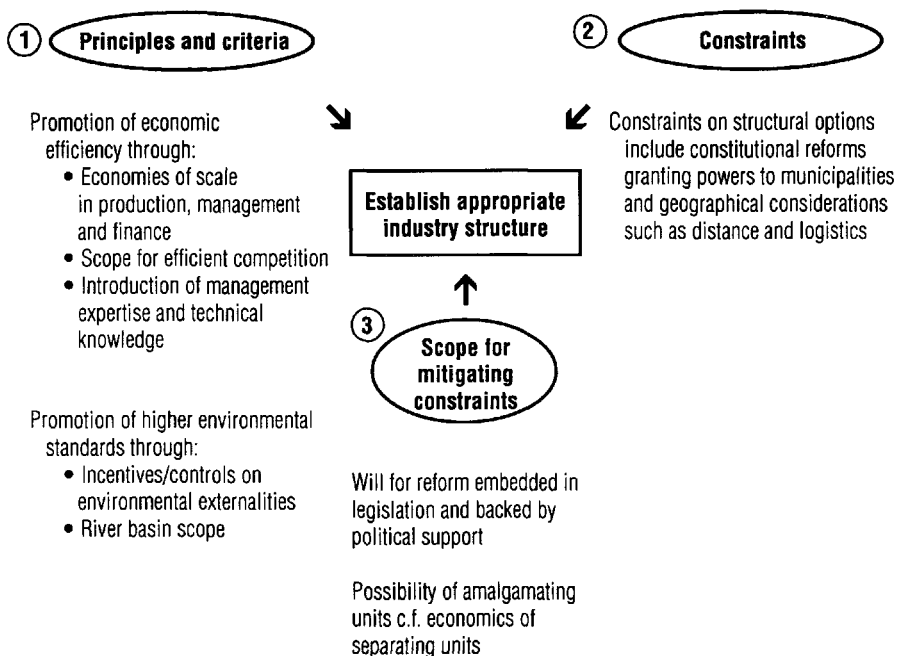 1
Principles and criteria
Promotion of economic
efficiency through:
• Economies of scale
in production, management
and finance
• Scope for efficient competition
• Introduction of management
expertise and technical
knowledge
Promotion of higher environmental
standards through:
• Incentives/controls on
environmental externalities
• River basin scope
2
Constraints
Constraints on structural options
include constitutional reforms
granting powers to municipalities
and geographical considerations
such as distance and logistics
Establish appropriate
industry structure
3
Scope for
mitigating
constraints
Will for reform embedded in
legislation and backed by
political support
Possibility of amalgamating
units c.f. economics of
separating units